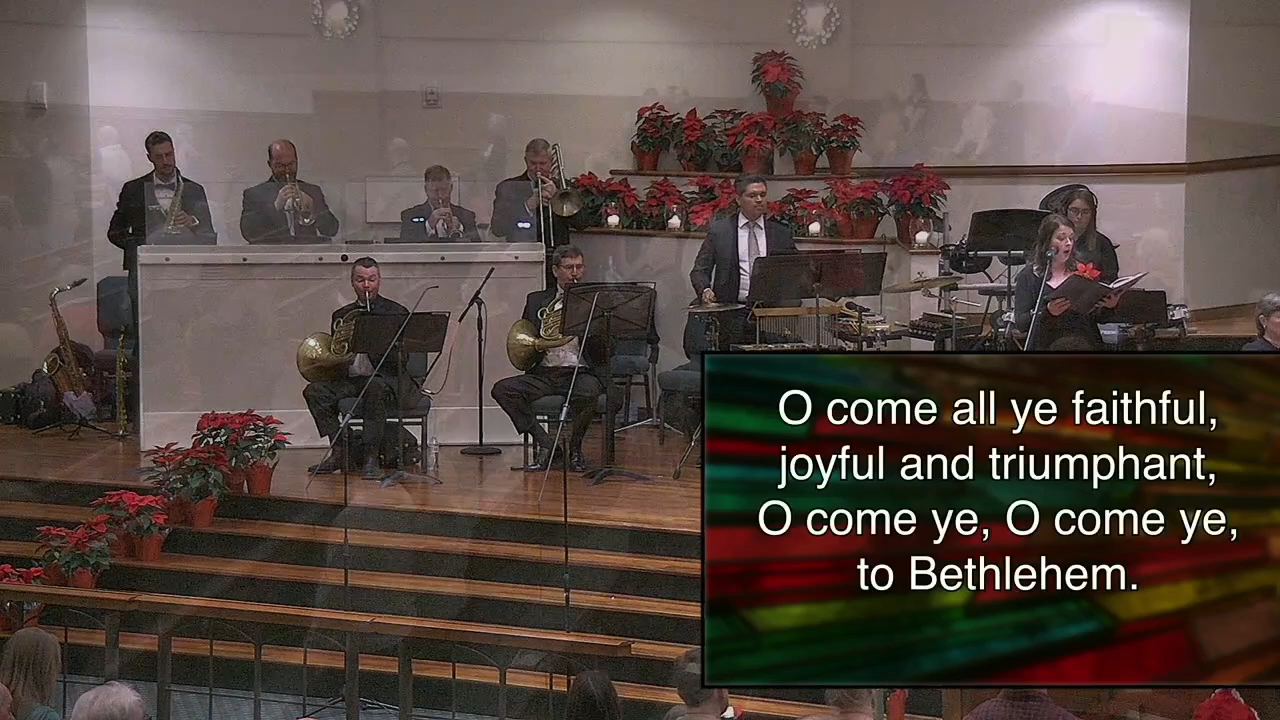 O come all ye faithful,
joyful and triumphant,
O come ye, O come ye,
to Bethlehem.